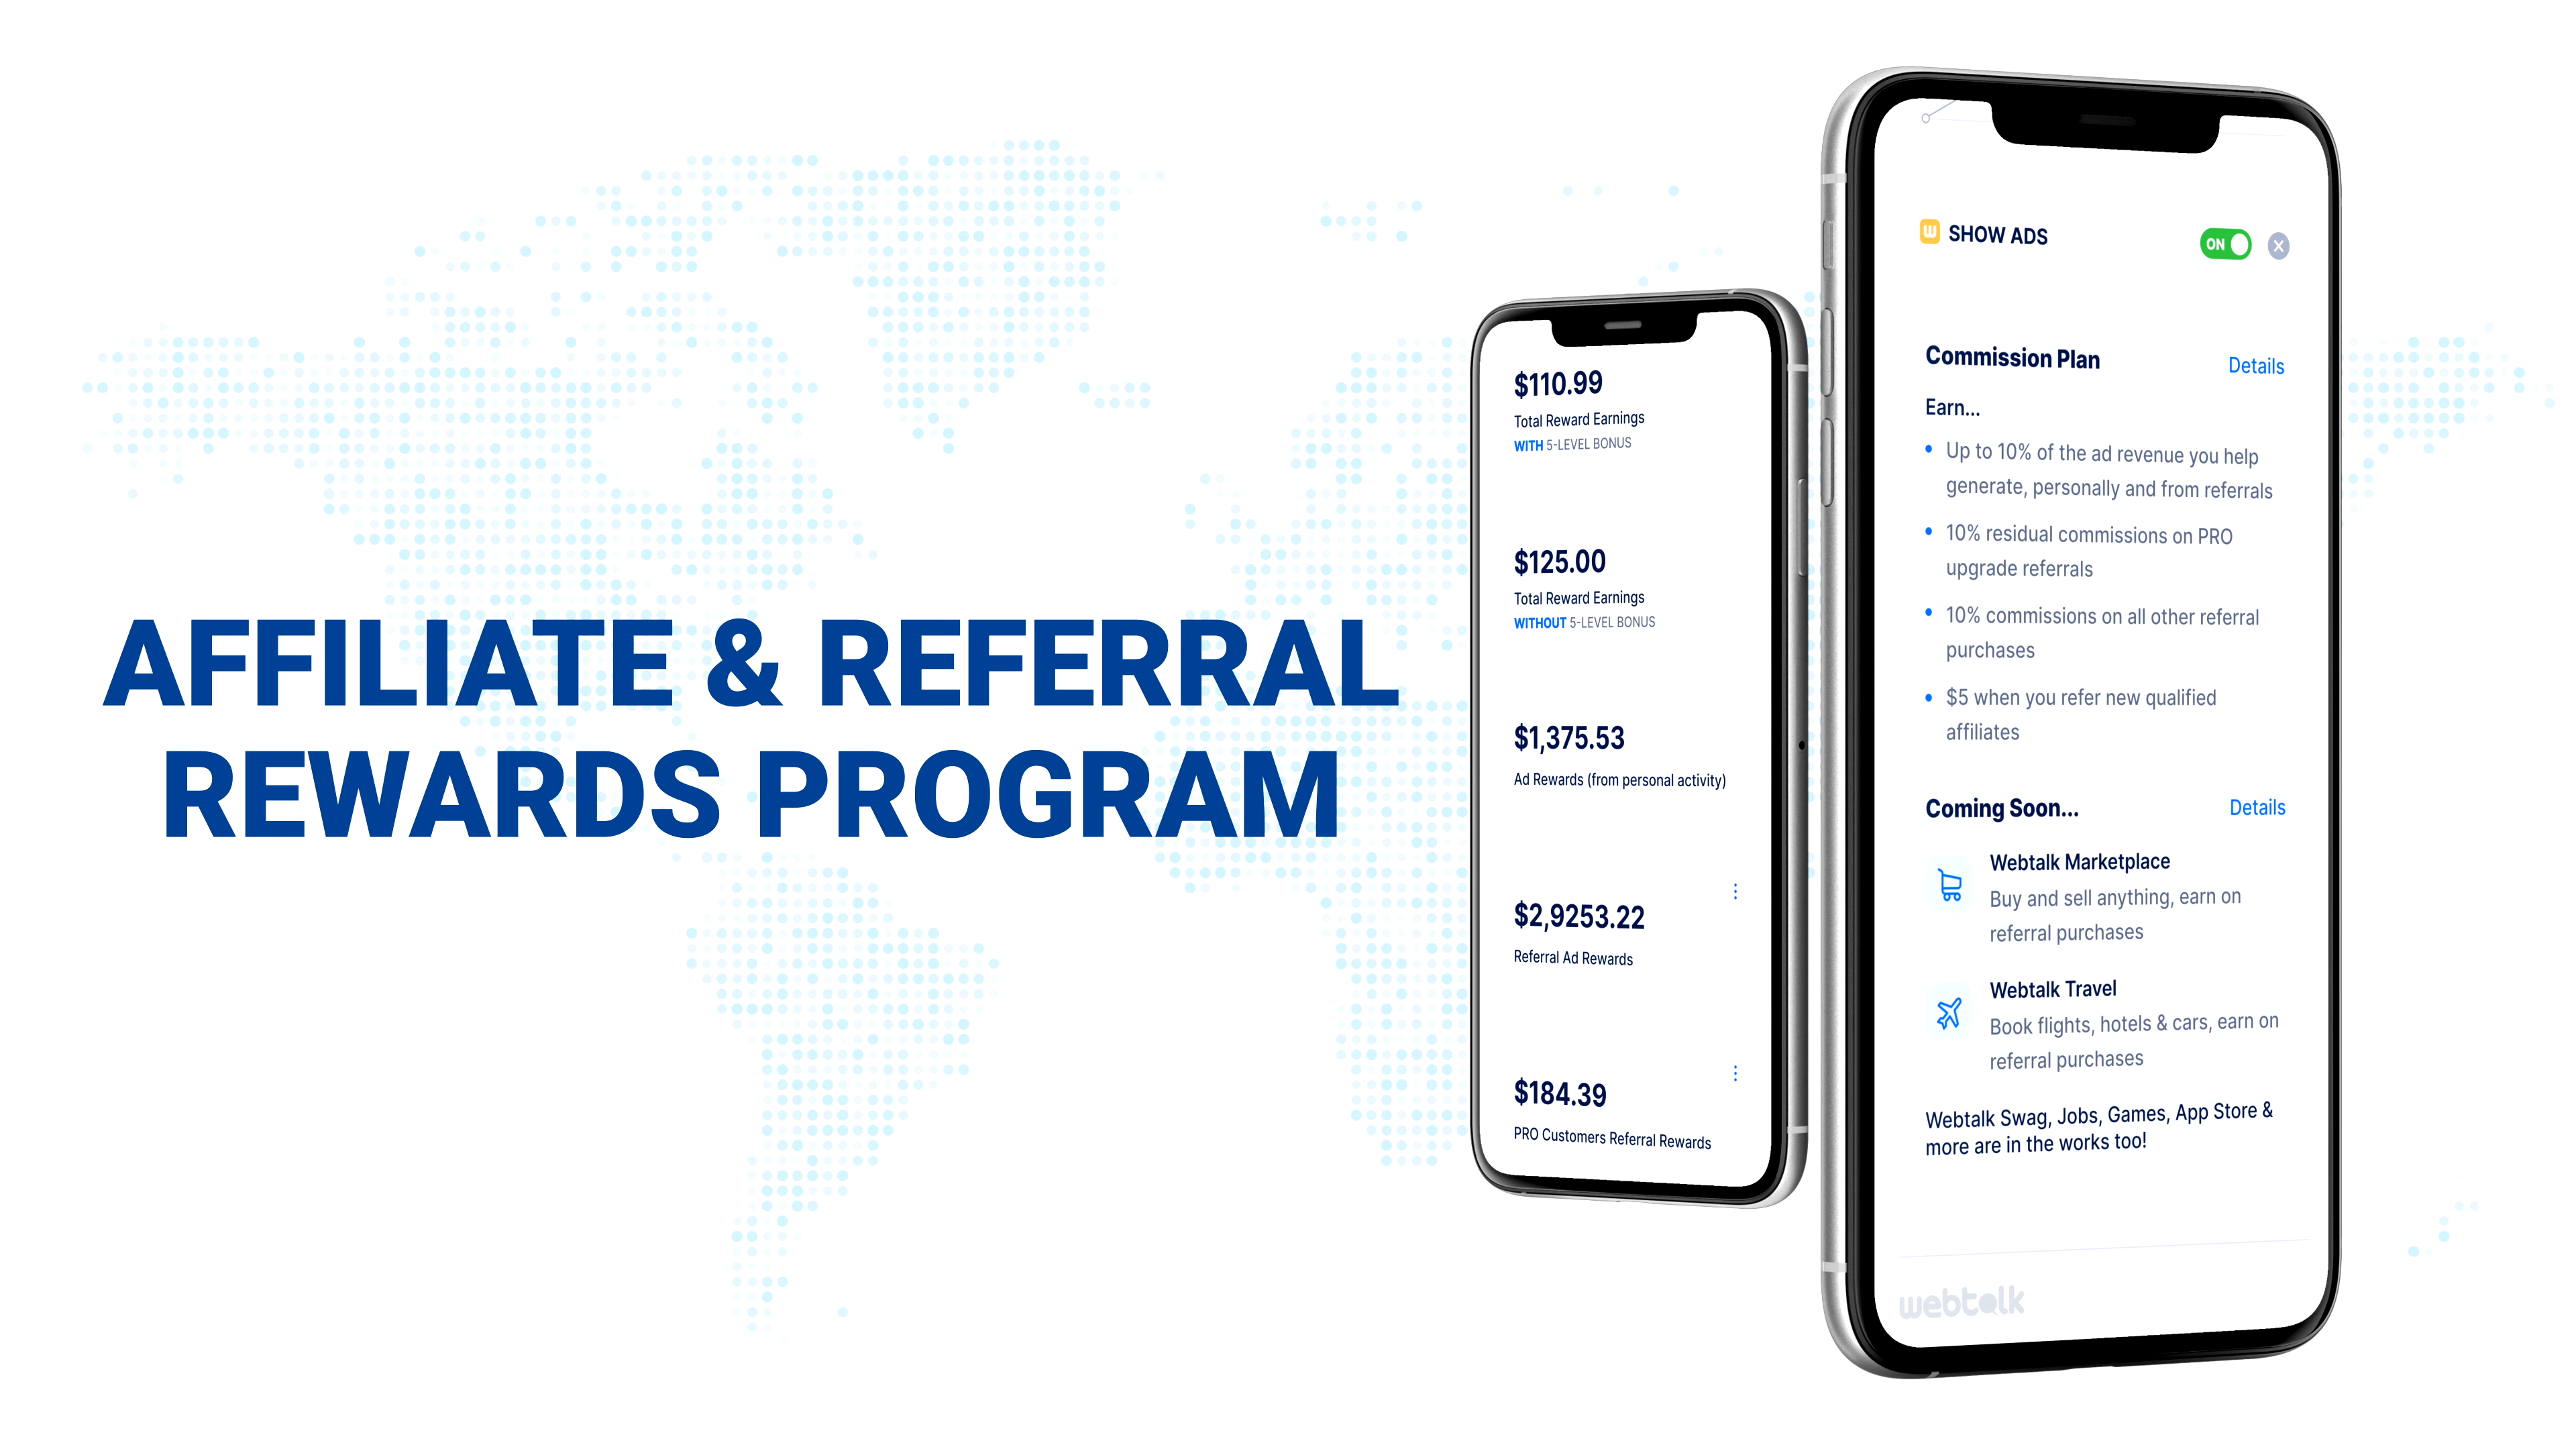 AFFILIATE & REFERRAL
REWARDS PROGRAM
$110.99
Total Reward Earnings
WITH 5-LEVEL BONUS
$125.00
Total Reward Earnings
WITHOUT 5-LEVEL BONUS
$1,375.53
Ad Rewards (from personal activity)
$2,9253.22
Referral Ad Rewards
$184.39
PRO Customers Referral Rewards
w SHOW ADS
ON
Commission Plan
Details
Earn...
• Up to 10% of the ad revenue you help
generate, personally and from referrals
• 10% residual commissions on PRO
upgrade referrals
• 10% commissions on all other referral
purchases
• $5 when you refer new qualified
affiliates
Coming Soon...
Details
Webtalk Marketplace
Buy and sell anything, earn on
referral purchases
Webtalk Travel
Book flights, hotels & cars, earn on
referral purchases
Webtalk Swag, Jobs, Games, App Store &
more are in the works too!
webtalk